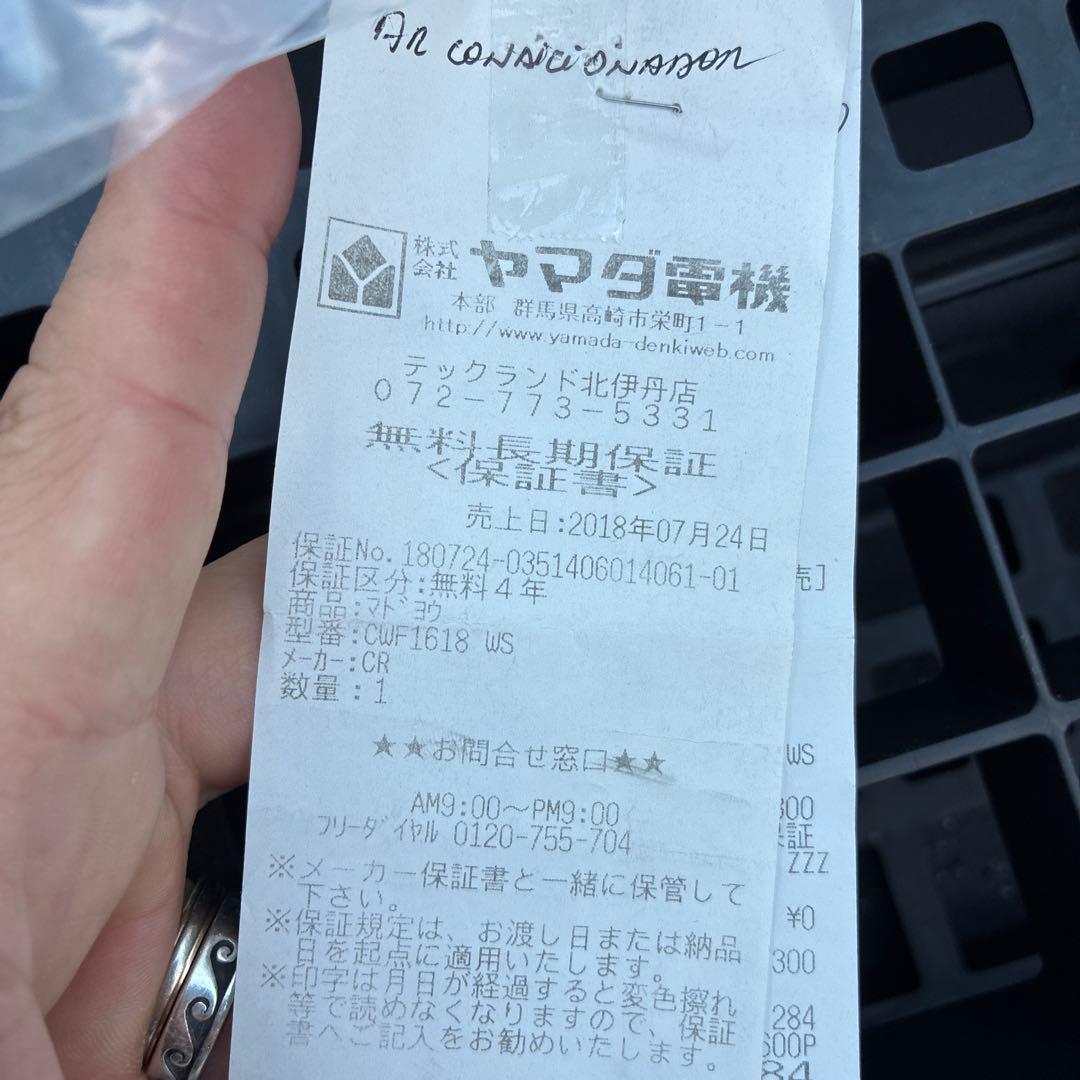 AR CONDICIONADOR
株式会社 ヤマダ電機
本部 群馬県高崎市栄町1-1
http://www.yamada-denkiweb.com
テックランド北伊丹店
072-773-5331
無料長期保証
<保証書>
売上日:2018年07月24日
保証No.180724-0351406014061-01
保証区分:無料4年
商品:ﾏﾄﾞﾖｳ
型番:CWF1618 WS
ﾒｰｶｰ:CR
数量:1
★★お問合せ窓口★★
AM9:00〜PM9:00
ﾌﾘｰﾀﾞｲﾔﾙ 0120-755-704
※メーカー保証書と一緒に保管して
下さい。
※保証規定は、お渡し日または納品
日を起点に適用いたします。
※印字は月日が経過すると変色擦れ
等で読めなくなりますので、保証
書へご記入をお勧めいたします。
売]
WS
300
証
ZZZ
¥0
300
284
600P
84